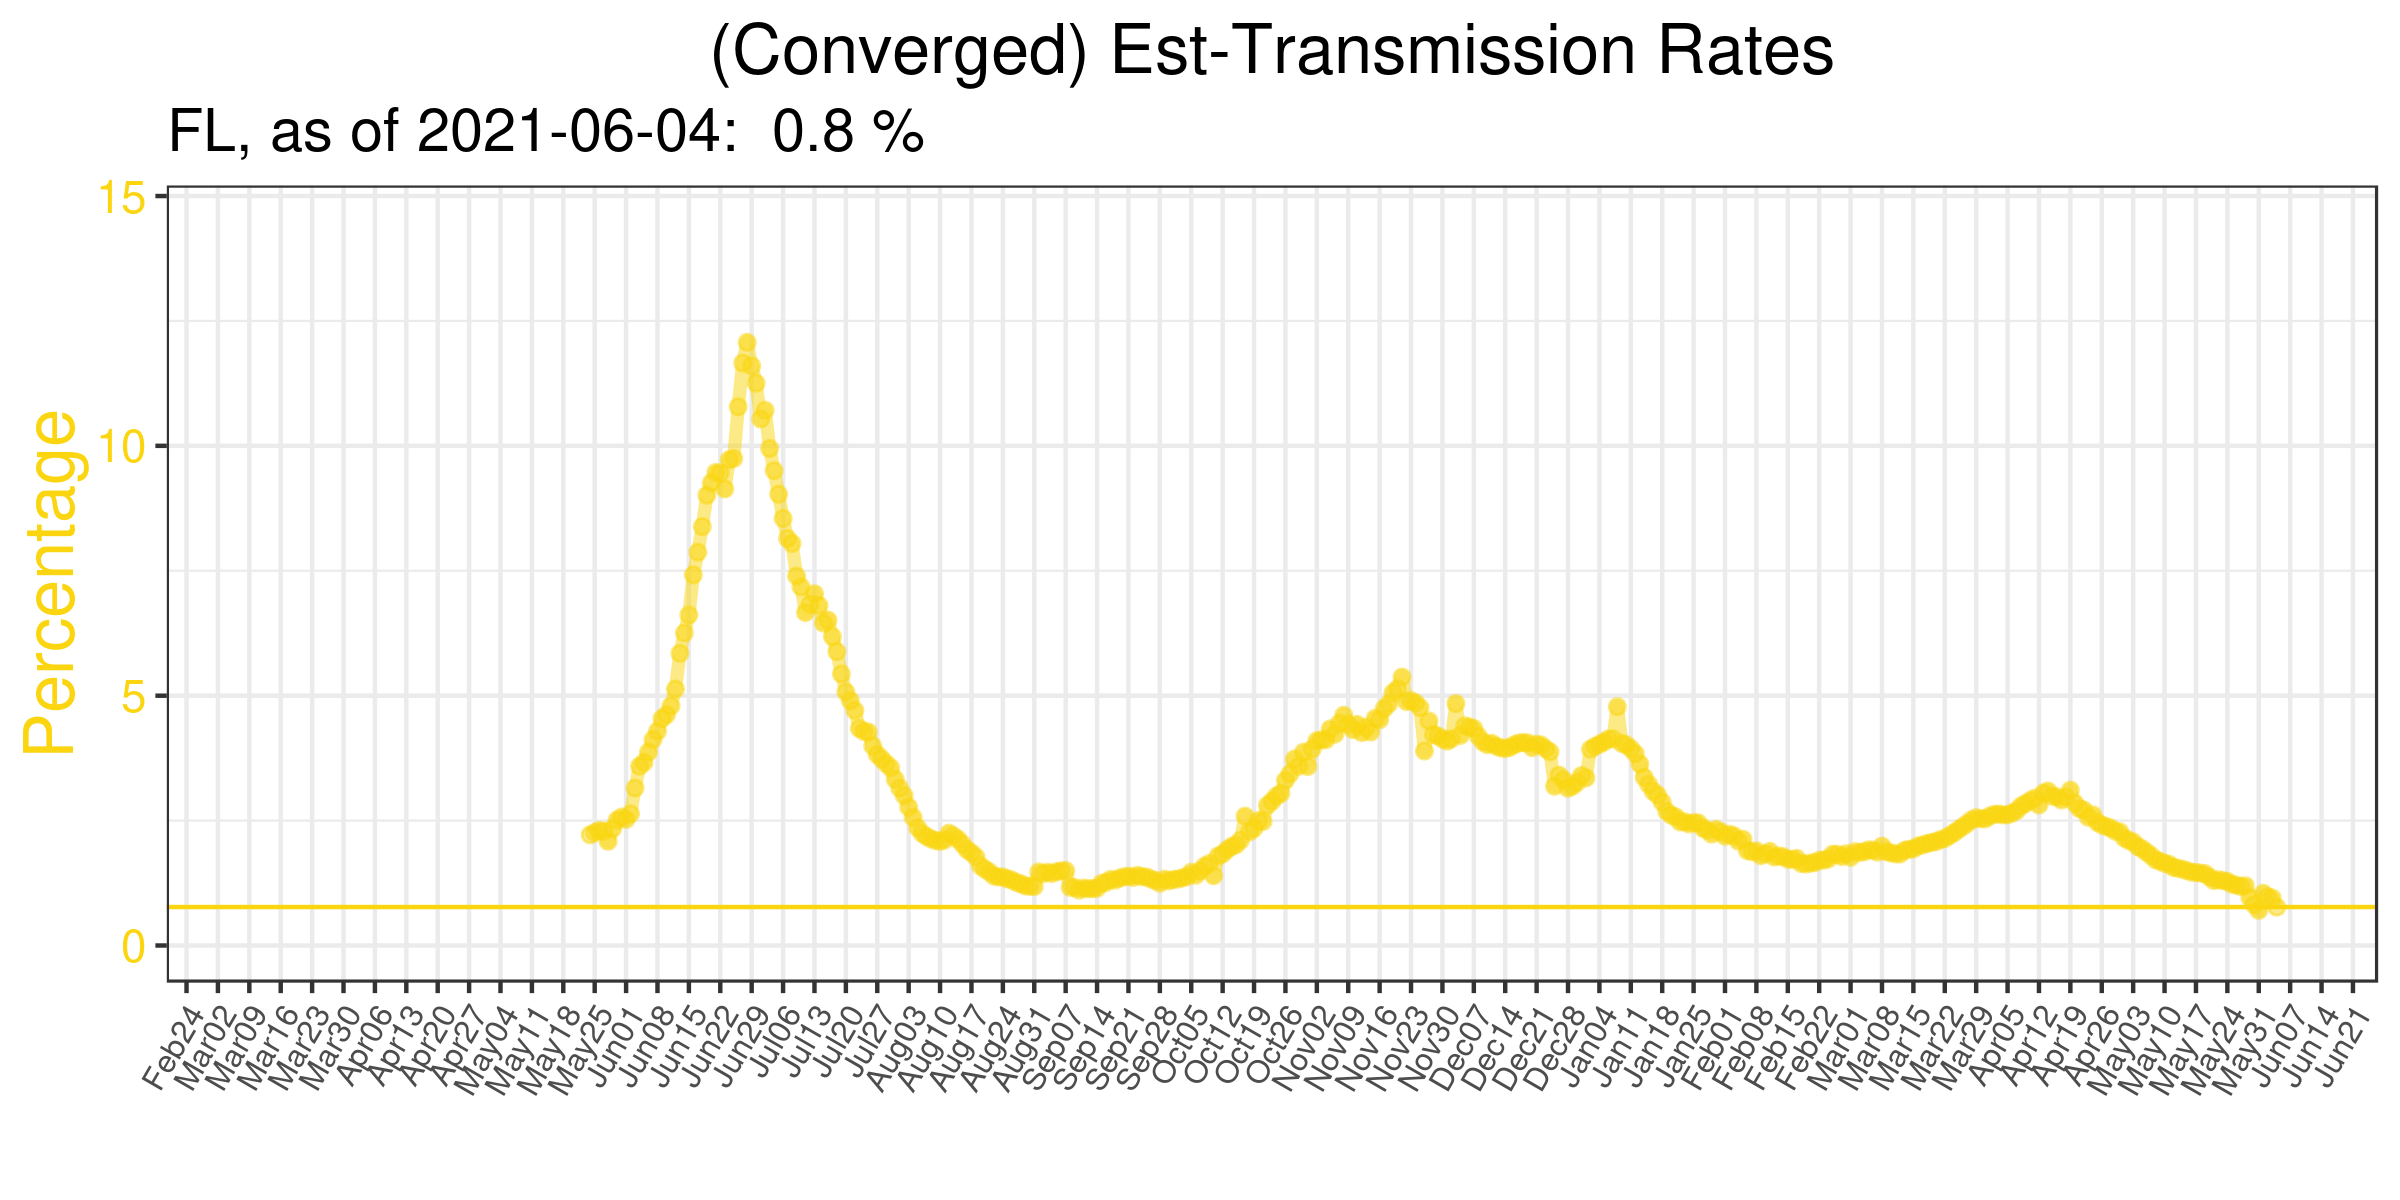 (Converged) Est-Transmission Rates
FL, as of 2021-06-04:  0.8 %
Percentage
15
10
5
0
Feb24
Mar02
Mar09
Mar16
Mar23
Mar30
Apr06
Apr13
Apr20
Apr27
May04
May11
May18
May25
Jun01
Jun08
Jun15
Jun22
Jun29
Jul06
Jul13
Jul20
Jul27
Aug03
Aug10
Aug17
Aug24
Aug31
Sep07
Sep14
Sep21
Sep28
Oct05
Oct12
Oct19
Oct26
Nov02
Nov09
Nov16
Nov23
Nov30
Dec07
Dec14
Dec21
Dec28
Jan04
Jan11
Jan18
Jan25
Feb01
Feb08
Feb15
Feb22
Mar01
Mar08
Mar15
Mar22
Mar29
Apr05
Apr12
Apr19
Apr26
May03
May10
May17
May24
May31
Jun07
Jun14
Jun21